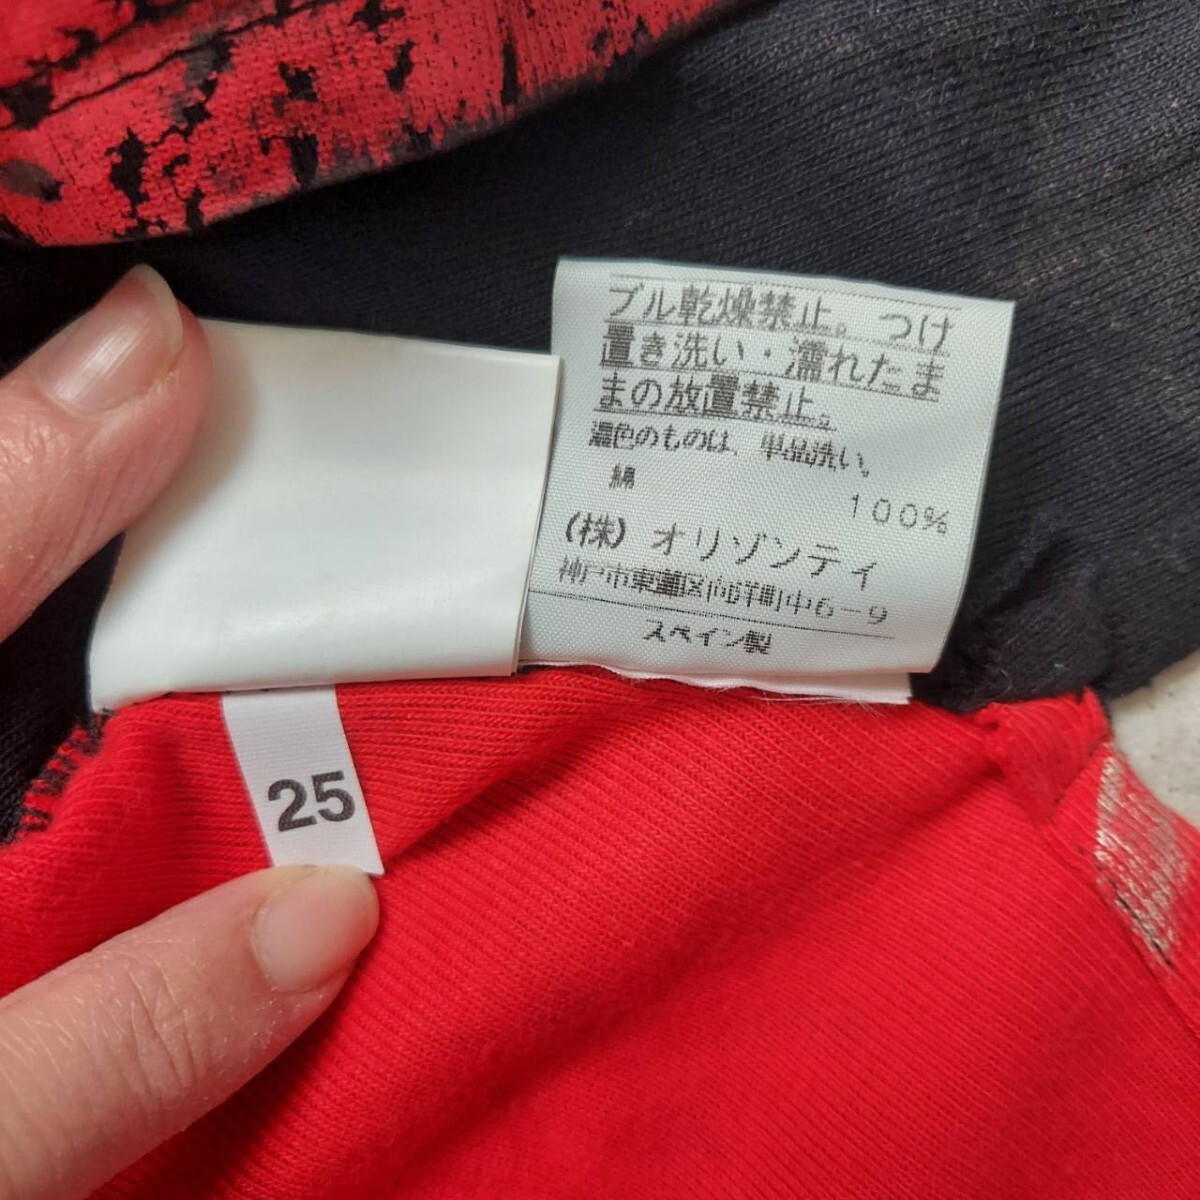 ブル乾燥禁止。つけ
置き洗い・濡れたま
まの放置禁止。
濃色のものは、単品洗い。
綿
100%
(株)オリゾンティ
神戸市東灘区向洋町中6-9
スペイン製
25